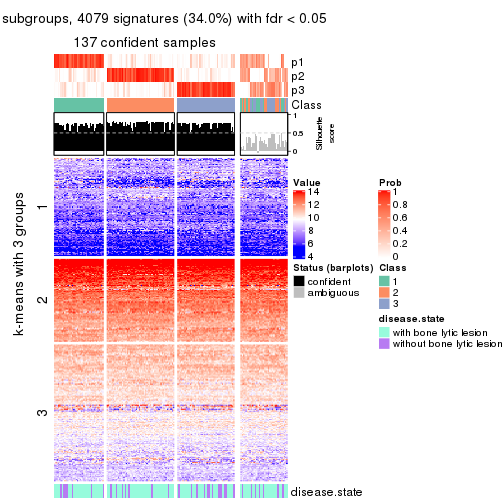 subgroups, 4079 signatures (34.0%) with fdr < 0.05
137 confident samples
p1
p2
p3
Class
1
0.5
0
Silhouette
score
k-means with 3 groups
1
2
3
Value
14
12
10
8
6
4
Prob
1
0.8
0.6
0.4
0.2
0
Status (barplots)
confident
ambiguous
Class
1
2
3
disease.state
with bone lytic lesion
without bone lytic lesion
disease.state